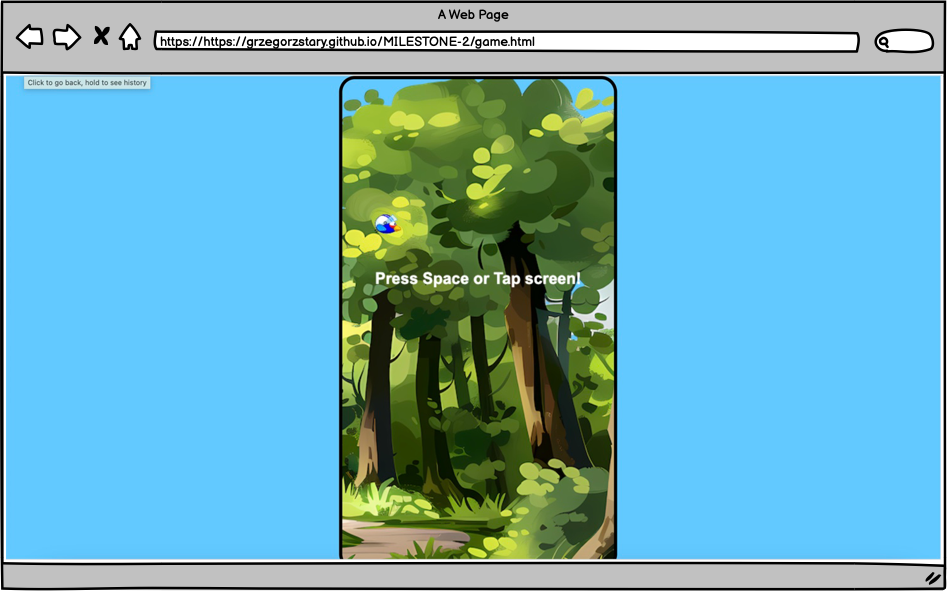 A Web Page
https://https://grzegorzstary.github.io/MILESTONE-2/game.html
Click to go back, hold to see history
Press Space or Tap screen!